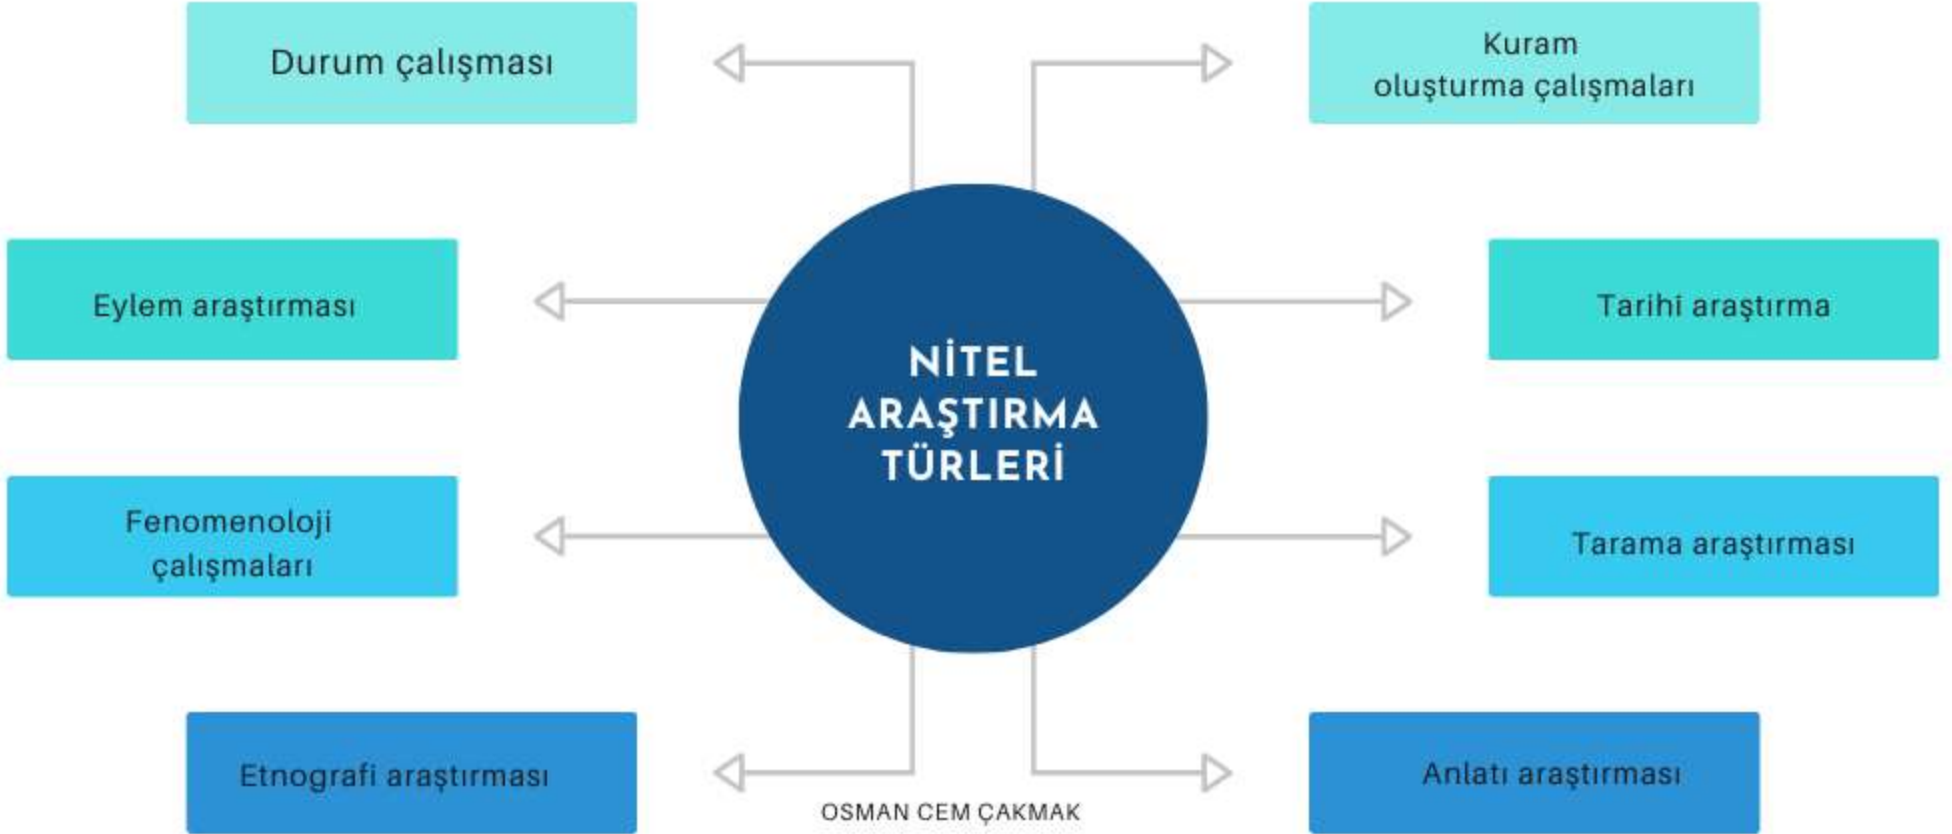 Durum çalışması
Kuram
oluşturma çalışmaları
Eylem araştırması
Tarihi araştırma
NİTEL
ARAŞTIRMA
TÜRLERİ
Fenomenoloji
çalışmaları
Tarama araştırması
Etnografi araştırması
Anlatı araştırması
OSMAN CEM ÇAKMAK